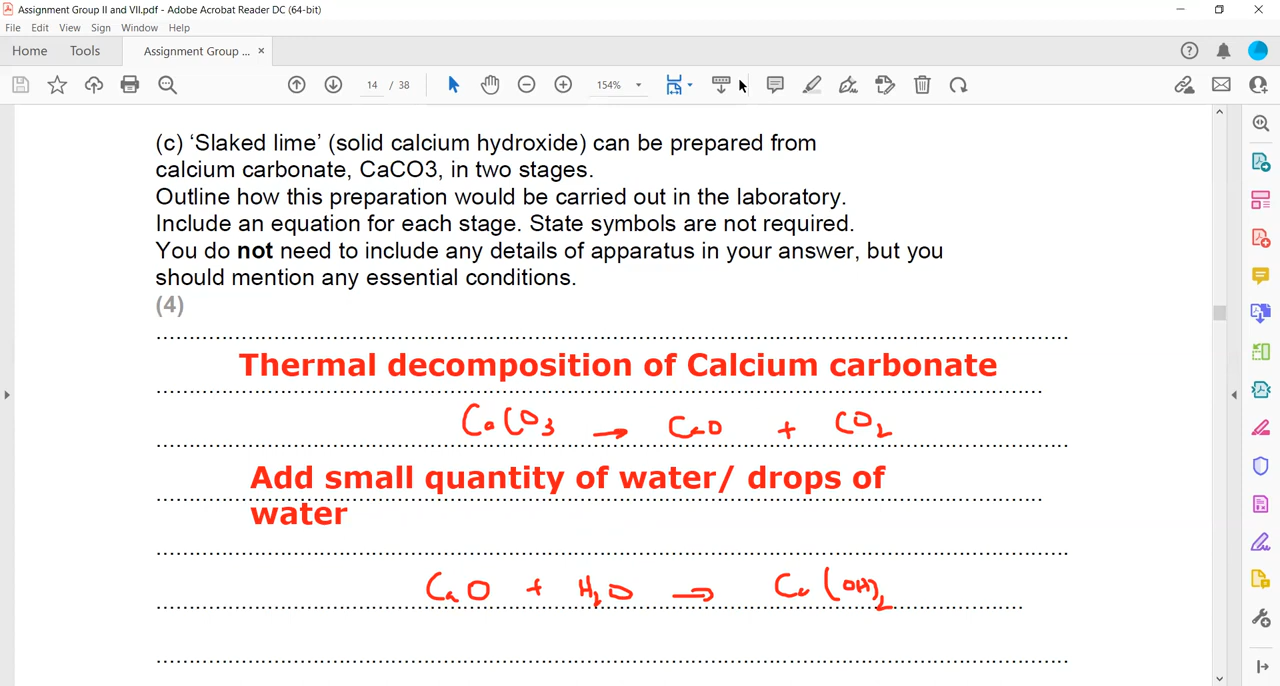 Assignment Group II and VII.pdf - Adobe Acrobat Reader DC (64-bit)
File Edit View Sign Window Help
Home Tools Assignment Group ... ×
14 / 38 154%
(c) ‘Slaked lime’ (solid calcium hydroxide) can be prepared from
calcium carbonate, CaCO3, in two stages.
Outline how this preparation would be carried out in the laboratory.
Include an equation for each stage. State symbols are not required.
You do not need to include any details of apparatus in your answer, but you
should mention any essential conditions.
(4)
Thermal decomposition of Calcium carbonate
CaCO3 → CaO + CO2
Add small quantity of water/ drops of
water
CaO + H2O → Ca(OH)2